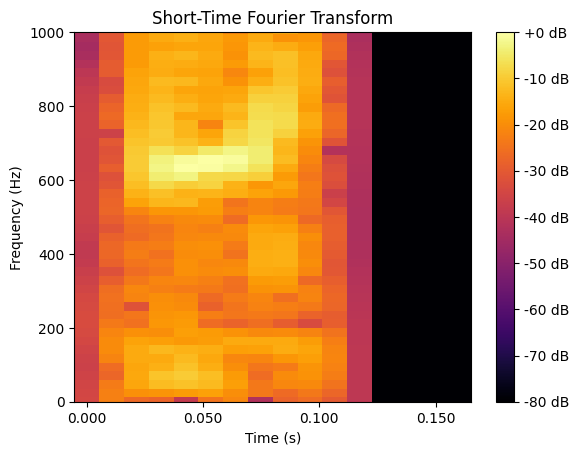 Short-Time Fourier Transform
1000
800
600
400
200
0
Frequency (Hz)
0.000
0.050
0.100
0.150
Time (s)
+0 dB
-10 dB
-20 dB
-30 dB
-40 dB
-50 dB
-60 dB
-70 dB
-80 dB